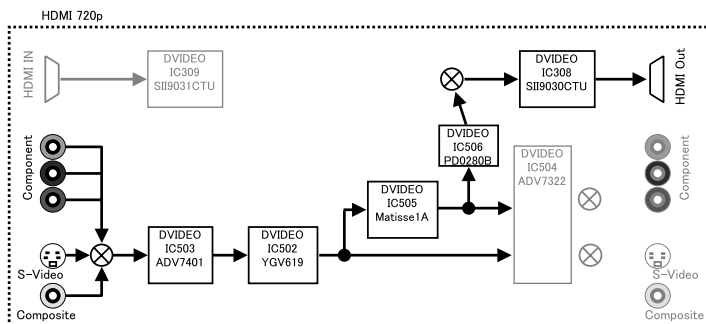 HDMI 720p
HDMI IN
DVIDEO
IC309
SII9031CTU
DVIDEO
IC308
SII9030CTU
HDMI Out
DVIDEO
IC506
PD0280B
Component
DVIDEO
IC505
Matisse1A
DVIDEO
IC504
ADV7322
Component
S-Video
DVIDEO
IC503
ADV7401
DVIDEO
IC502
YGV619
S-Video
Composite
Composite